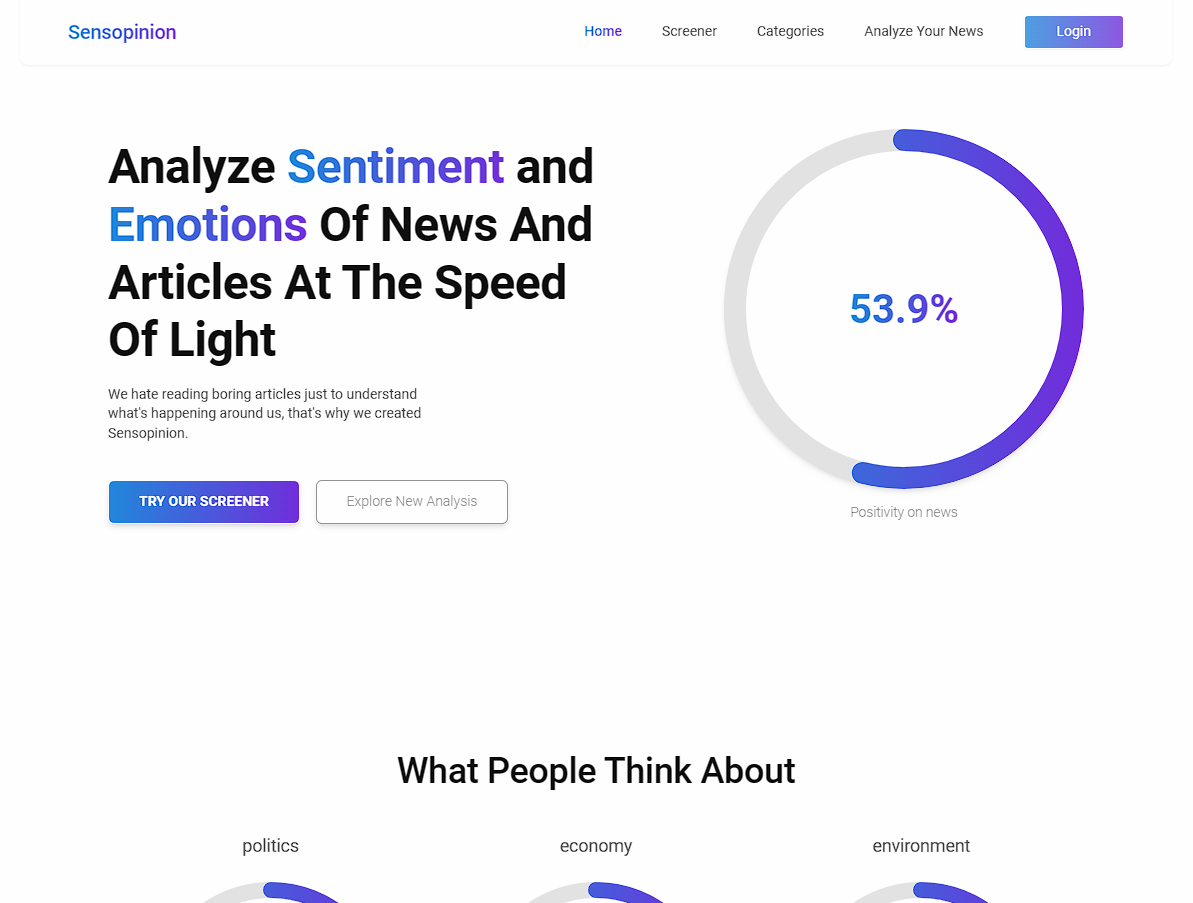 Sensopinion
Home
Screener
Categories
Analyze Your News
Login
Analyze Sentiment and
Emotions Of News And
Articles At The Speed
Of Light
We hate reading boring articles just to understand
what's happening around us, that's why we created
Sensopinion.
TRY OUR SCREENER
Explore New Analysis
53.9%
Positivity on news
What People Think About
politics
economy
environment